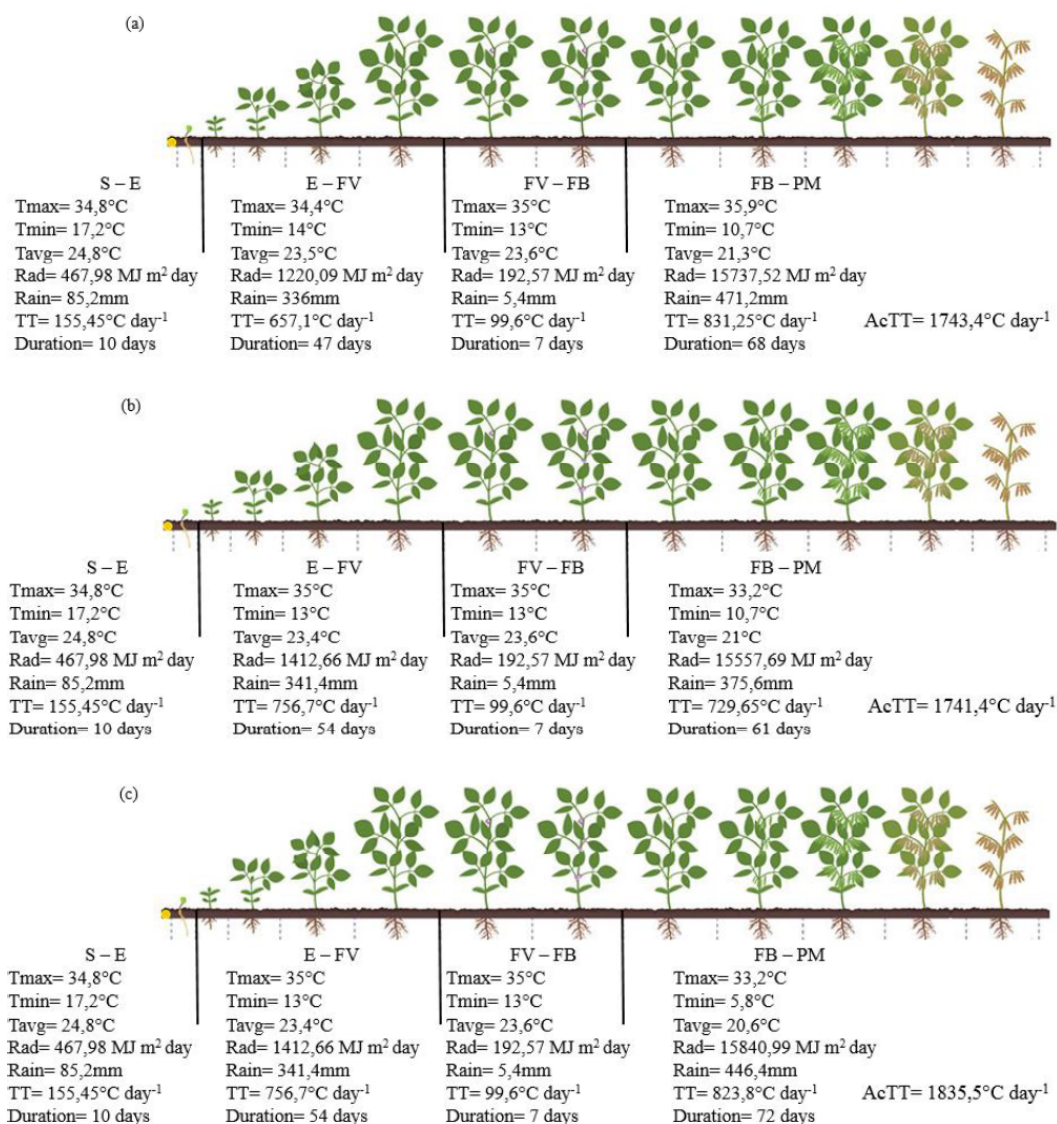 (a)
S – E
Tmax= 34,8°C
Tmin= 17,2°C
Tavg= 24,8°C
Rad= 467,98 MJ m² day
Rain= 85,2mm
TT= 155,45°C day⁻¹
Duration= 10 days
E – FV
Tmax= 34,4°C
Tmin= 14°C
Tavg= 23,5°C
Rad= 1220,09 MJ m² day
Rain= 336mm
TT= 657,1°C day⁻¹
Duration= 47 days
FV – FB
Tmax= 35°C
Tmin= 13°C
Tavg= 23,6°C
Rad= 192,57 MJ m² day
Rain= 5,4mm
TT= 99,6°C day⁻¹
Duration= 7 days
FB – PM
Tmax= 35,9°C
Tmin= 10,7°C
Tavg= 21,3°C
Rad= 15737,52 MJ m² day
Rain= 471,2mm
TT= 831,25°C day⁻¹
Duration= 68 days
AcTT= 1743,4°C day⁻¹
(b)
S – E
Tmax= 34,8°C
Tmin= 17,2°C
Tavg= 24,8°C
Rad= 467,98 MJ m² day
Rain= 85,2mm
TT= 155,45°C day⁻¹
Duration= 10 days
E – FV
Tmax= 35°C
Tmin= 13°C
Tavg= 23,4°C
Rad= 1412,66 MJ m² day
Rain= 341,4mm
TT= 756,7°C day⁻¹
Duration= 54 days
FV – FB
Tmax= 35°C
Tmin= 13°C
Tavg= 23,6°C
Rad= 192,57 MJ m² day
Rain= 5,4mm
TT= 99,6°C day⁻¹
Duration= 7 days
FB – PM
Tmax= 33,2°C
Tmin= 10,7°C
Tavg= 21°C
Rad= 15557,69 MJ m² day
Rain= 375,6mm
TT= 729,65°C day⁻¹
Duration= 61 days
AcTT= 1741,4°C day⁻¹
(c)
S – E
Tmax= 34,8°C
Tmin= 17,2°C
Tavg= 24,8°C
Rad= 467,98 MJ m² day
Rain= 85,2mm
TT= 155,45°C day⁻¹
Duration= 10 days
E – FV
Tmax= 35°C
Tmin= 13°C
Tavg= 23,4°C
Rad= 1412,66 MJ m² day
Rain= 341,4mm
TT= 756,7°C day⁻¹
Duration= 54 days
FV – FB
Tmax= 35°C
Tmin= 13°C
Tavg= 23,6°C
Rad= 192,57 MJ m² day
Rain= 5,4mm
TT= 99,6°C day⁻¹
Duration= 7 days
FB – PM
Tmax= 33,2°C
Tmin= 5,8°C
Tavg= 20,6°C
Rad= 15840,99 MJ m² day
Rain= 446,4mm
TT= 823,8°C day⁻¹
Duration= 72 days
AcTT= 1835,5°C day⁻¹